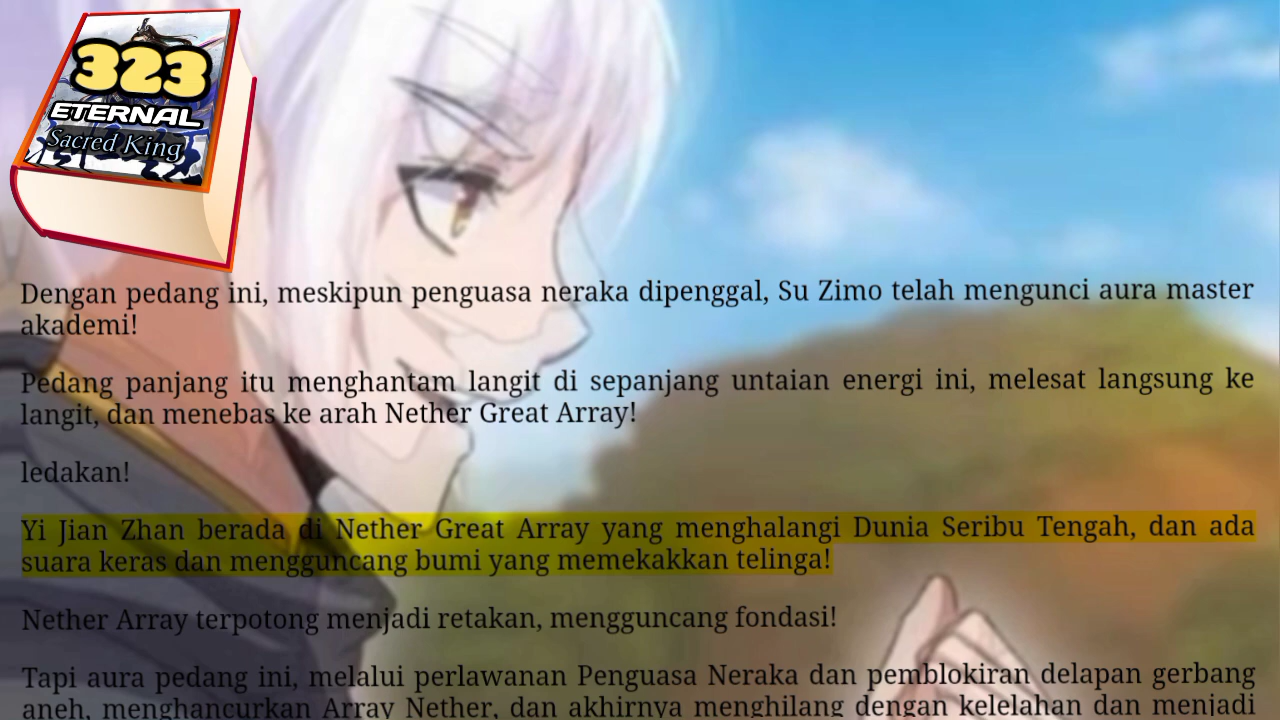 323
ETERNAL
Sacred King
Dengan pedang ini, meskipun penguasa neraka dipenggal, Su Zimo telah mengunci aura master
akademi!
Pedang panjang itu menghantam langit di sepanjang untaian energi ini, melesat langsung ke
langit, dan menebas ke arah Nether Great Array!
ledakan!
Yi Jian Zhan berada di Nether Great Array yang menghalangi Dunia Seribu Tengah, dan ada
suara keras dan mengguncang bumi yang memekakkan telinga!
Nether Array terpotong menjadi retakan, mengguncang fondasi!
Tapi aura pedang ini, melalui perlawanan Penguasa Neraka dan pemblokiran delapan gerbang
aneh, menghancurkan Array Nether, dan akhirnya menghilang dengan kelelahan dan menjadi